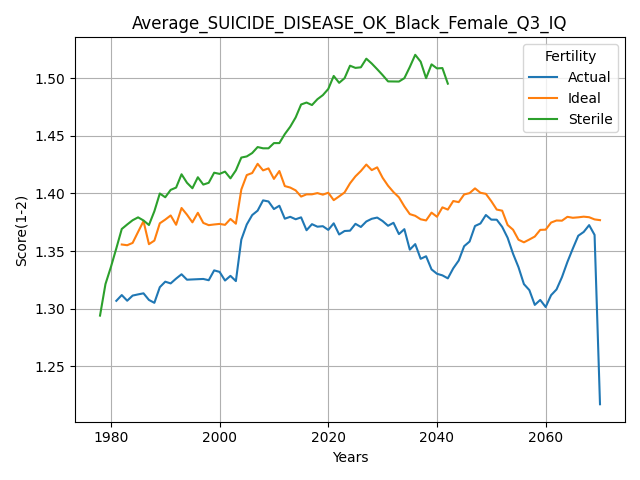 Average_SUICIDE_DISEASE_OK_Black_Female_Q3_IQ
Fertility
Actual
Ideal
Sterile
Score(1-2)
1.50
1.45
1.40
1.35
1.30
1.25
1980 2000 2020 2040 2060
Years